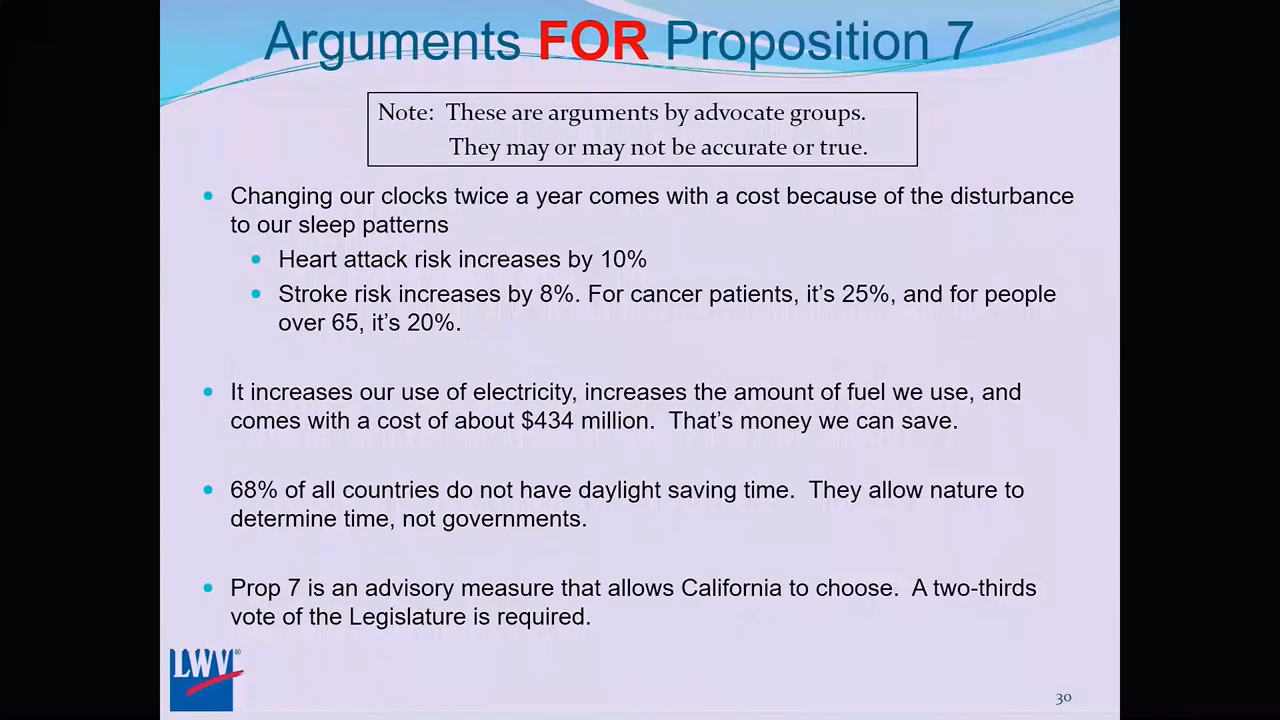 Arguments FOR Proposition 7
Note: These are arguments by advocate groups.
They may or may not be accurate or true.
• Changing our clocks twice a year comes with a cost because of the disturbance
to our sleep patterns
• Heart attack risk increases by 10%
• Stroke risk increases by 8%. For cancer patients, it’s 25%, and for people
over 65, it’s 20%.
• It increases our use of electricity, increases the amount of fuel we use, and
comes with a cost of about $434 million. That’s money we can save.
• 68% of all countries do not have daylight saving time. They allow nature to
determine time, not governments.
• Prop 7 is an advisory measure that allows California to choose. A two-thirds
vote of the Legislature is required.
LWV®
30